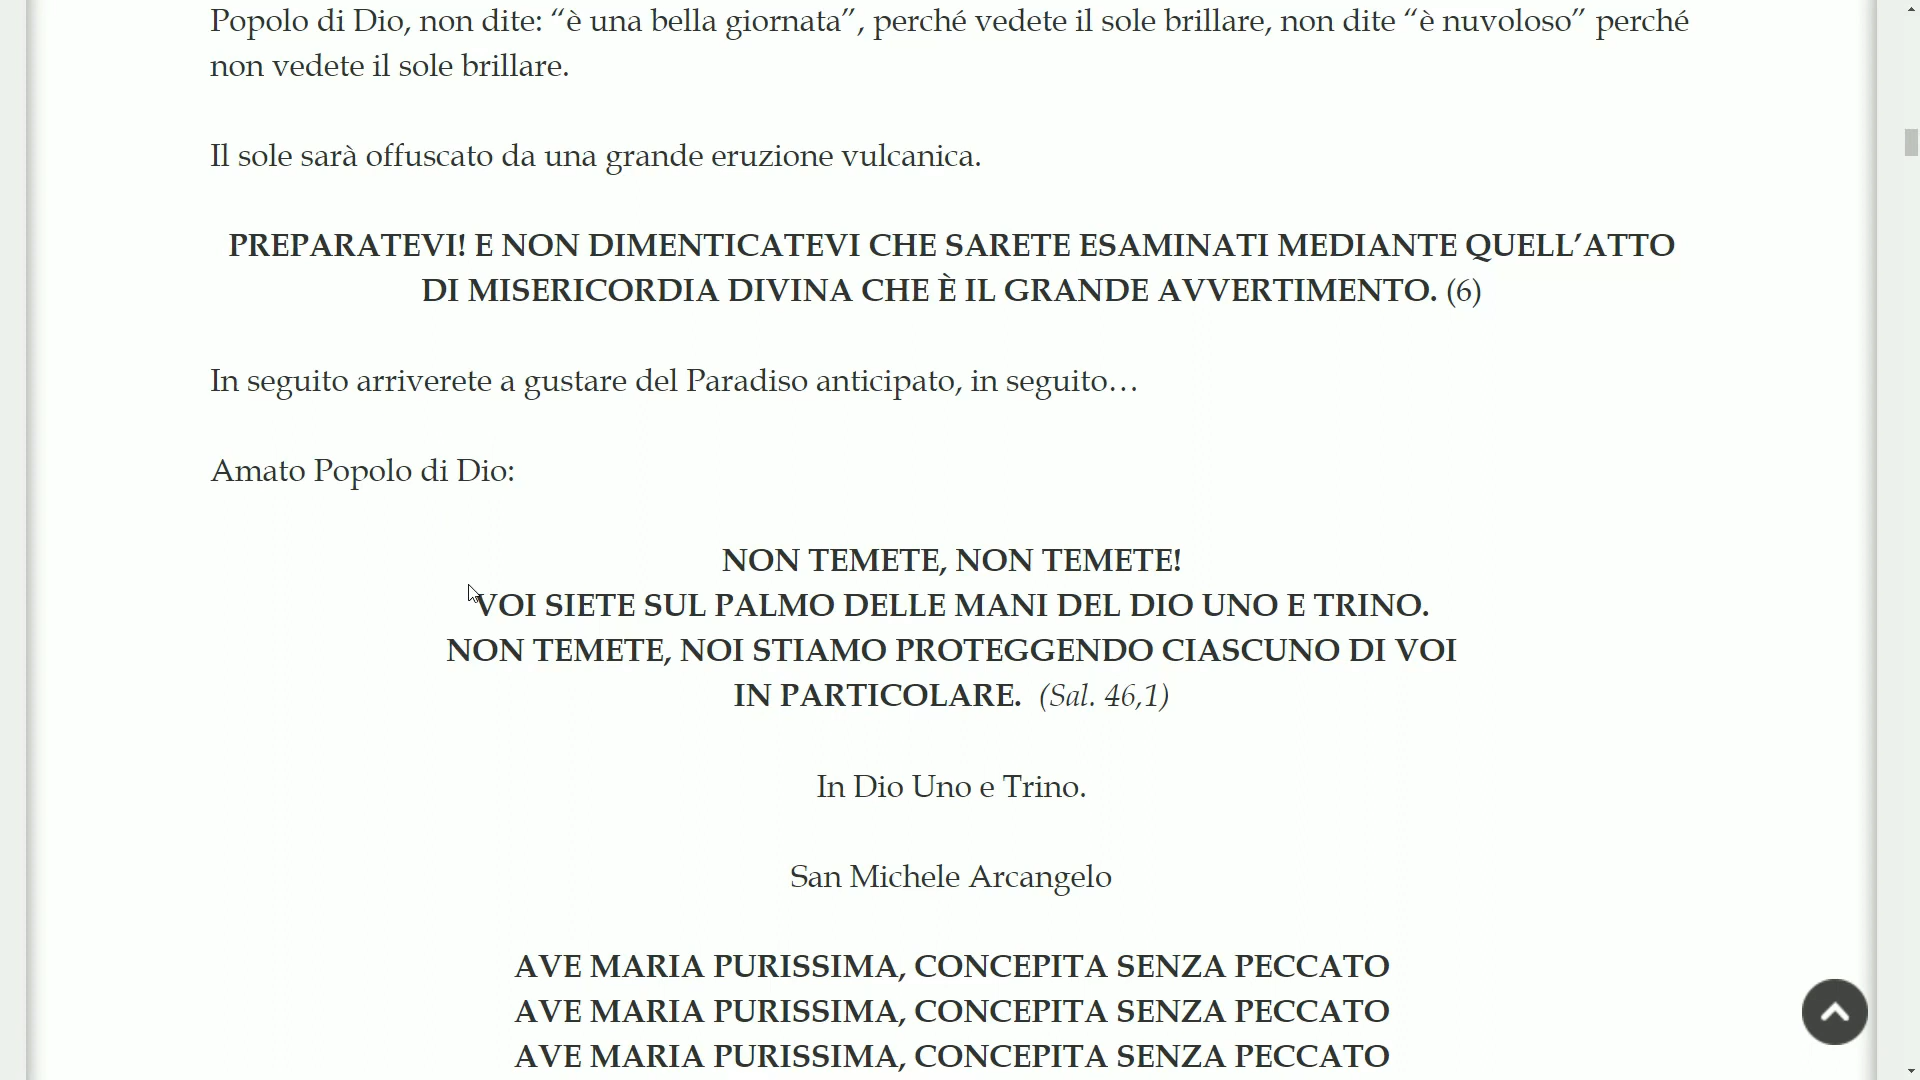 Popolo di Dio, non dite: “è una bella giornata”, perché vedete il sole brillare, non dite “è nuvoloso” perché
non vedete il sole brillare.
Il sole sarà offuscato da una grande eruzione vulcanica.
PREPARATEVI! E NON DIMENTICATEVI CHE SARETE ESAMINATI MEDIANTE QUELL’ATTO
DI MISERICORDIA DIVINA CHE È IL GRANDE AVVERTIMENTO. (6)
In seguito arriverete a gustare del Paradiso anticipato, in seguito…
Amato Popolo di Dio:
NON TEMETE, NON TEMETE!
VOI SIETE SUL PALMO DELLE MANI DEL DIO UNO E TRINO.
NON TEMETE, NOI STIAMO PROTEGGENDO CIASCUNO DI VOI
IN PARTICOLARE. (Sal. 46,1)
In Dio Uno e Trino.
San Michele Arcangelo
AVE MARIA PURISSIMA, CONCEPITA SENZA PECCATO
AVE MARIA PURISSIMA, CONCEPITA SENZA PECCATO
AVE MARIA PURISSIMA, CONCEPITA SENZA PECCATO